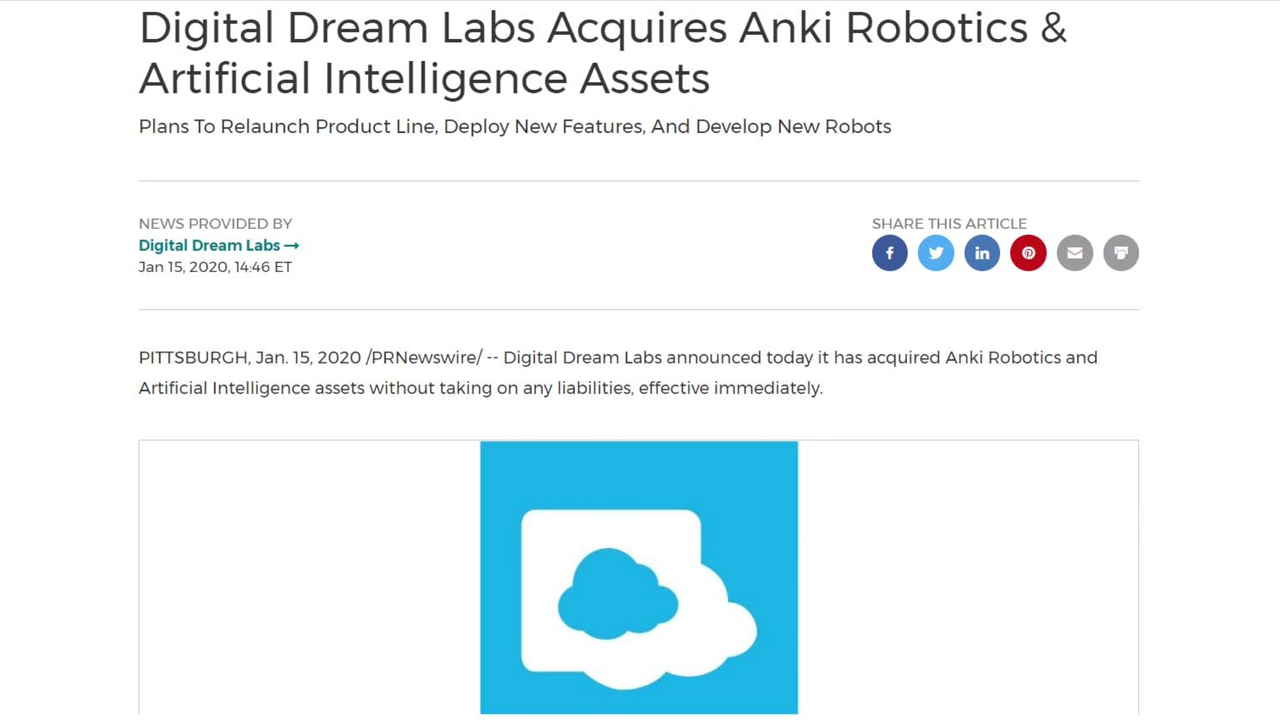 Digital Dream Labs Acquires Anki Robotics &
Artificial Intelligence Assets
Plans To Relaunch Product Line, Deploy New Features, And Develop New Robots
NEWS PROVIDED BY
Digital Dream Labs →
Jan 15, 2020, 14:46 ET
SHARE THIS ARTICLE
PITTSBURGH, Jan. 15, 2020 /PRNewswire/ -- Digital Dream Labs announced today it has acquired Anki Robotics and
Artificial Intelligence assets without taking on any liabilities, effective immediately.